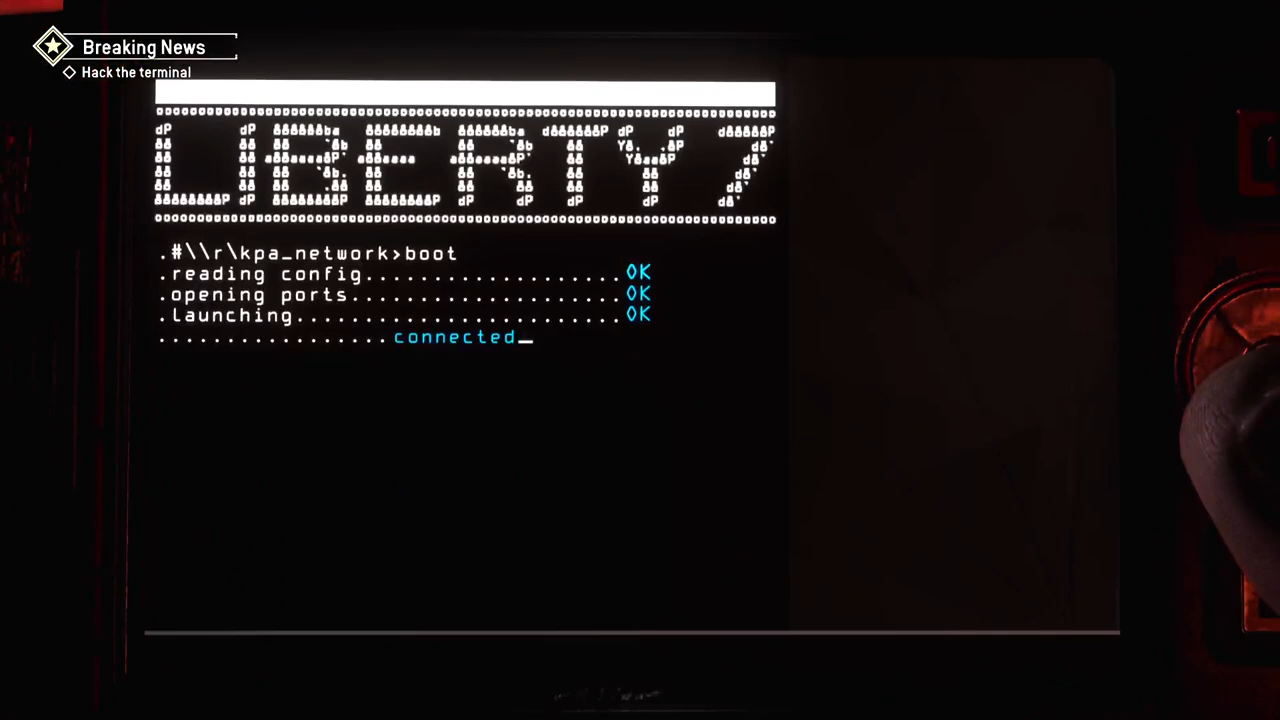 Breaking News
Hack the terminal
LIBERTY 7
.#\\r\kpa_network>boot
.reading config.....................OK
.opening ports......................OK
.launching...........................OK
...................connected_